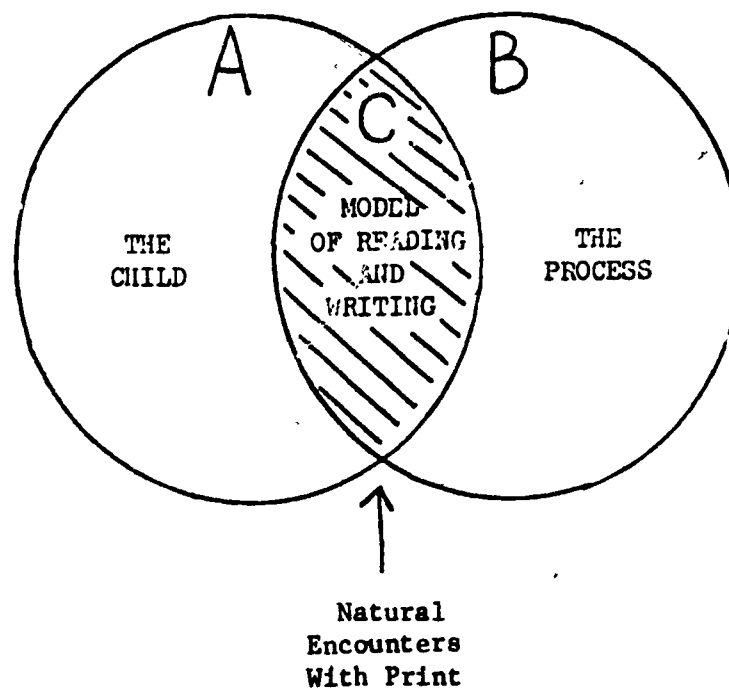 A
B
C
THE
CHILD
MODEL
OF READING
AND
WRITING
THE
PROCESS
Natural
Encounters
With Print